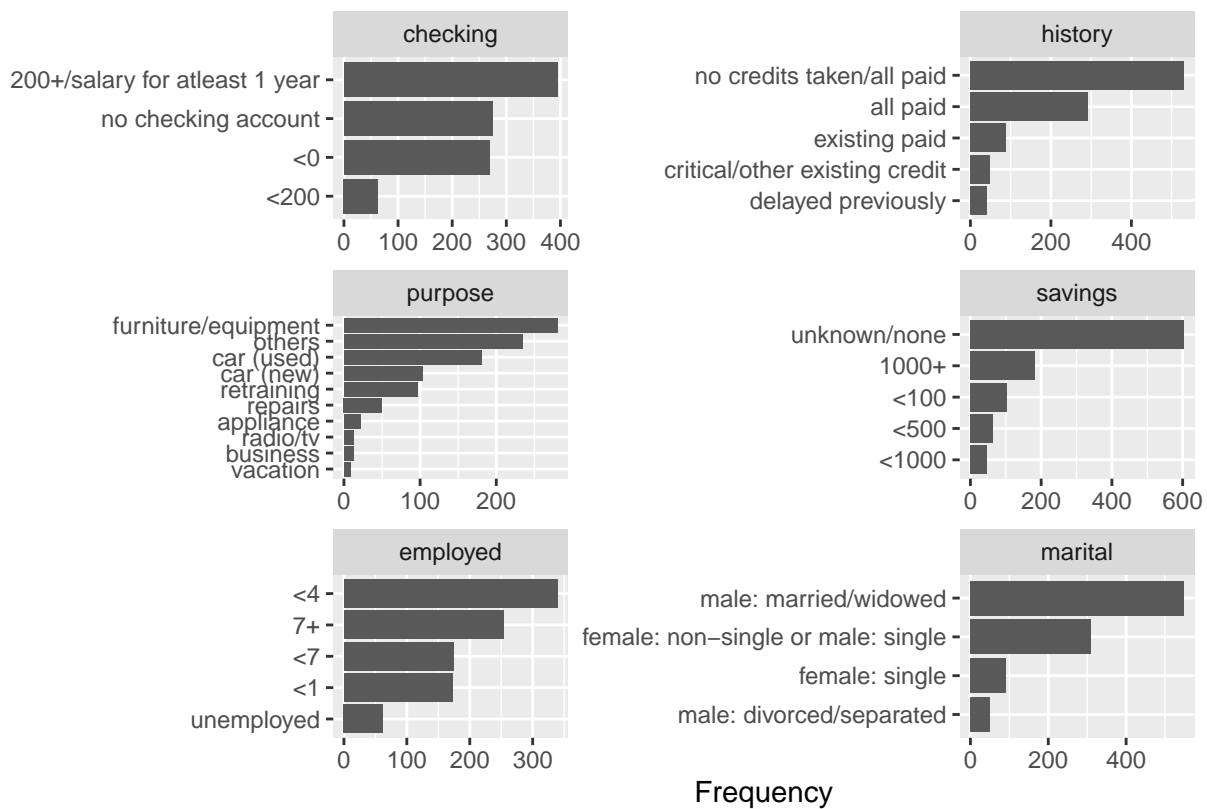 checking
200+/salary for atleast 1 year
no checking account
<0
<200
0 100 200 300 400
history
no credits taken/all paid
all paid
existing paid
critical/other existing credit
delayed previously
0 200 400
purpose
furniture/equipment
others
car (used)
car (new)
retraining
repairs
appliance
radio/tv
business
vacation
0 100 200
savings
unknown/none
1000+
<100
<500
<1000
0 200 400 600
employed
<4
7+
<7
<1
unemployed
0 100 200 300
marital
male: married/widowed
female: non−single or male: single
female: single
male: divorced/separated
0 200 400
Frequency